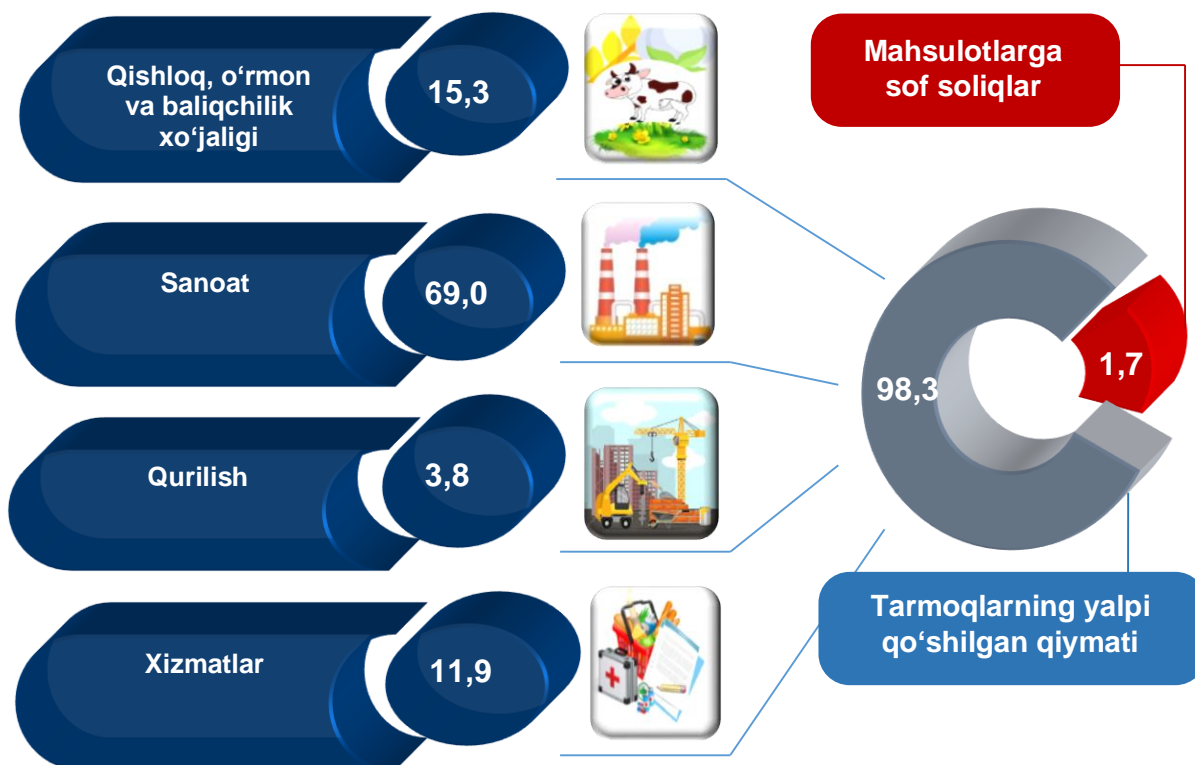 Qishloq, o‘rmon
va baliqchilik
xo‘jaligi
15,3
Mahsulotlarga
sof soliqlar
Sanoat
69,0
98,3
1,7
Qurilish
3,8
Xizmatlar
11,9
Tarmoqlarning yalpi
qo‘shilgan qiymati